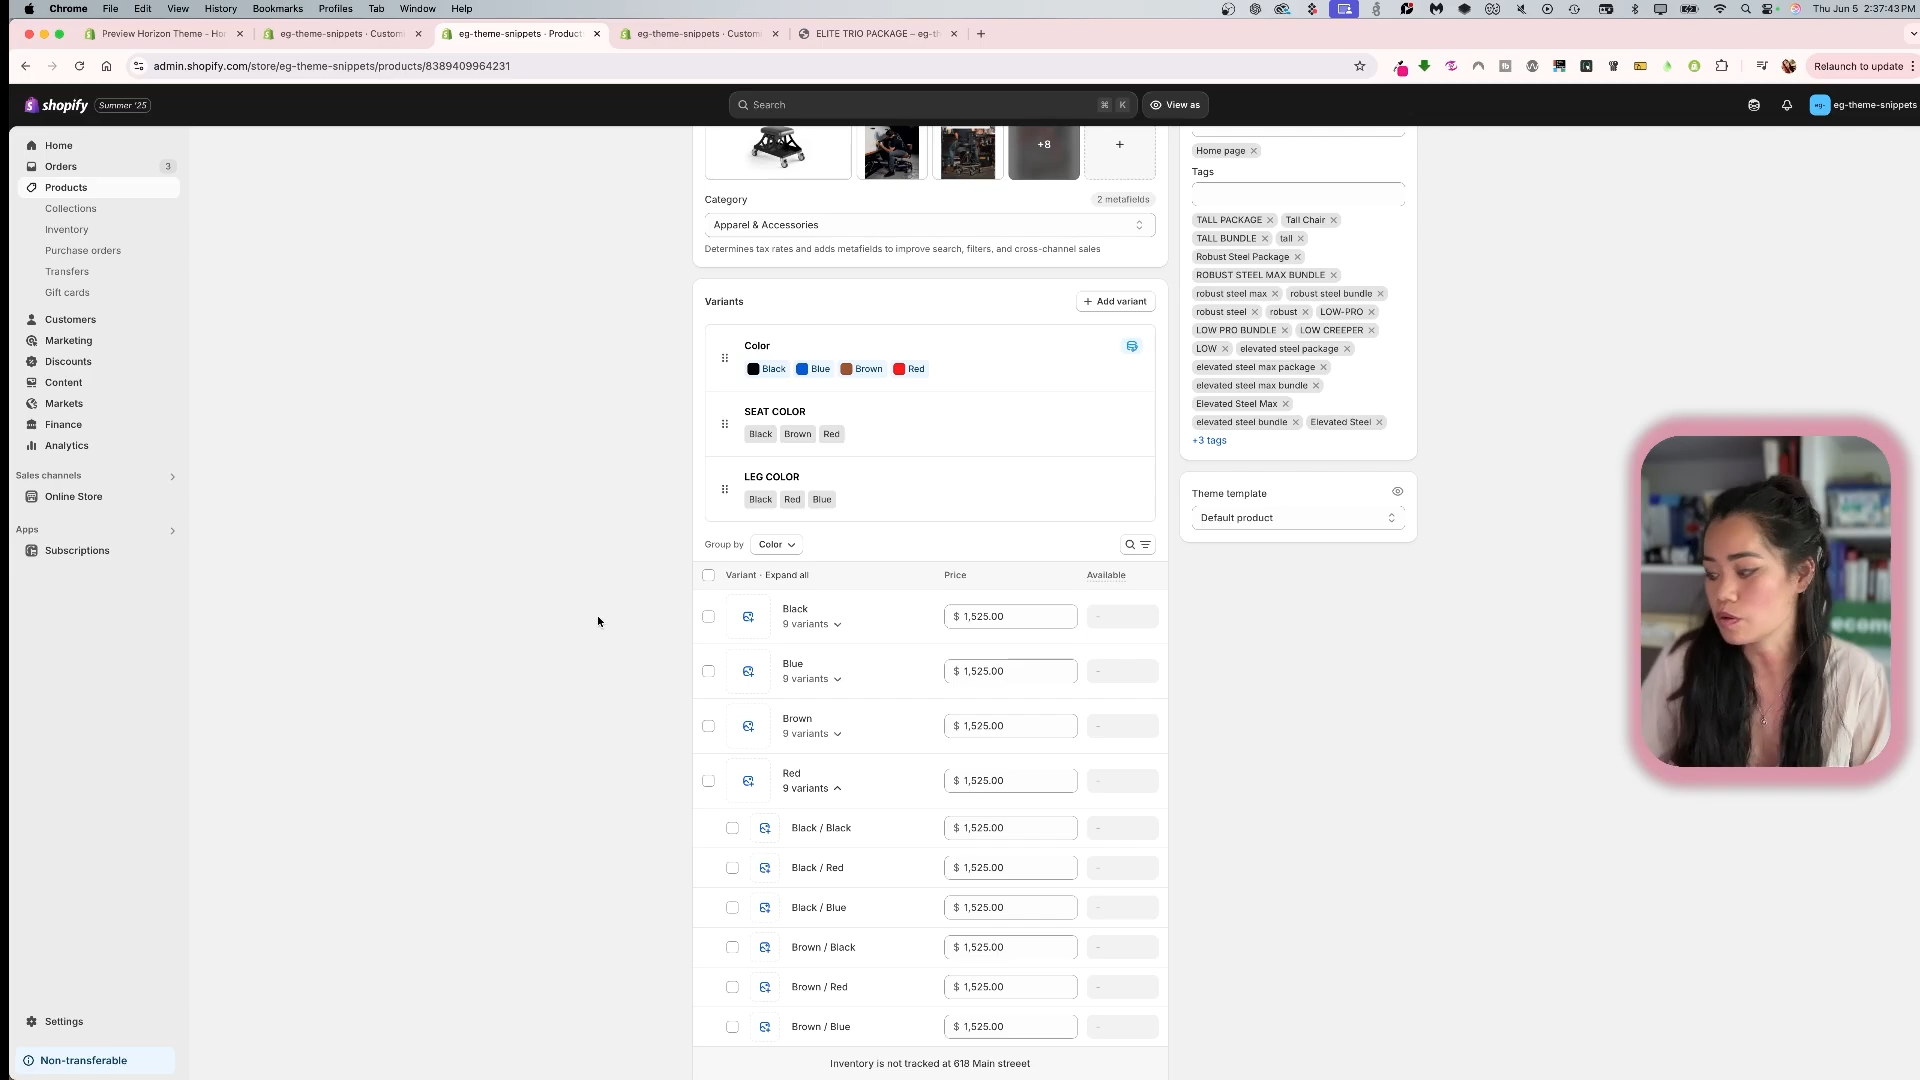 Chrome File Edit View History Bookmarks Profiles Tab Window Help
Thu Jun 5 2:37:43 PM
Preview Horizon Theme - Hor
eg-theme-snippets · Custom
eg-theme-snippets · Product
eg-theme-snippets · Custom
ELITE TRIO PACKAGE – eg-th
admin.shopify.com/store/eg-theme-snippets/products/8389409964231
Relaunch to update
shopify Summer '25
Search ⌘ K
View as
eg- eg-theme-snippets
Home
Orders 3
Products
Collections
Inventory
Purchase orders
Transfers
Gift cards
Customers
Marketing
Discounts
Content
Markets
Finance
Analytics
Sales channels
Online Store
Apps
Subscriptions
Settings
Non-transferable
+8
+
Category 2 metafields
Apparel & Accessories
Determines tax rates and adds metafields to improve search, filters, and cross-channel sales
Variants
+ Add variant
Color
Black Blue Brown Red
SEAT COLOR
Black Brown Red
LEG COLOR
Black Red Blue
Group by Color
Variant · Expand all Price Available
Black
9 variants
$ 1,525.00 -
Blue
9 variants
$ 1,525.00 -
Brown
9 variants
$ 1,525.00 -
Red
9 variants
$ 1,525.00 -
Black / Black $ 1,525.00 -
Black / Red $ 1,525.00 -
Black / Blue $ 1,525.00 -
Brown / Black $ 1,525.00 -
Brown / Red $ 1,525.00 -
Brown / Blue $ 1,525.00 -
Inventory is not tracked at 618 Main streeet
Home page
Tags
TALL PACKAGE Tall Chair
TALL BUNDLE tall
Robust Steel Package
ROBUST STEEL MAX BUNDLE
robust steel max robust steel bundle
robust steel robust LOW-PRO
LOW PRO BUNDLE LOW CREEPER
LOW elevated steel package
elevated steel max package
elevated steel max bundle
Elevated Steel Max
elevated steel bundle Elevated Steel
+3 tags
Theme template
Default product
ecom